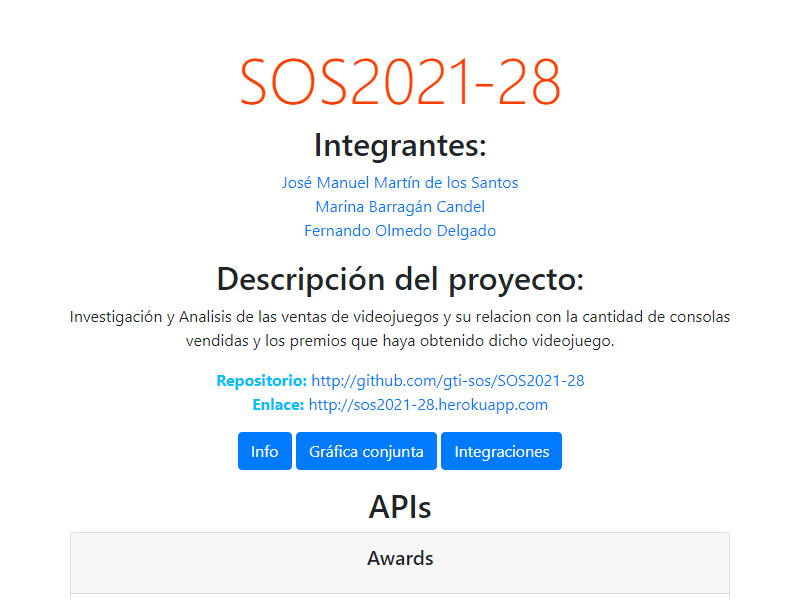 SOS2021-28
Integrantes:
José Manuel Martín de los Santos
Marina Barragán Candel
Fernando Olmedo Delgado
Descripción del proyecto:
Investigación y Analisis de las ventas de videojuegos y su relacion con la cantidad de consolas
vendidas y los premios que haya obtenido dicho videojuego.
Repositorio: http://github.com/gti-sos/SOS2021-28
Enlace: http://sos2021-28.herokuapp.com
Info Gráfica conjunta Integraciones
APIs
Awards